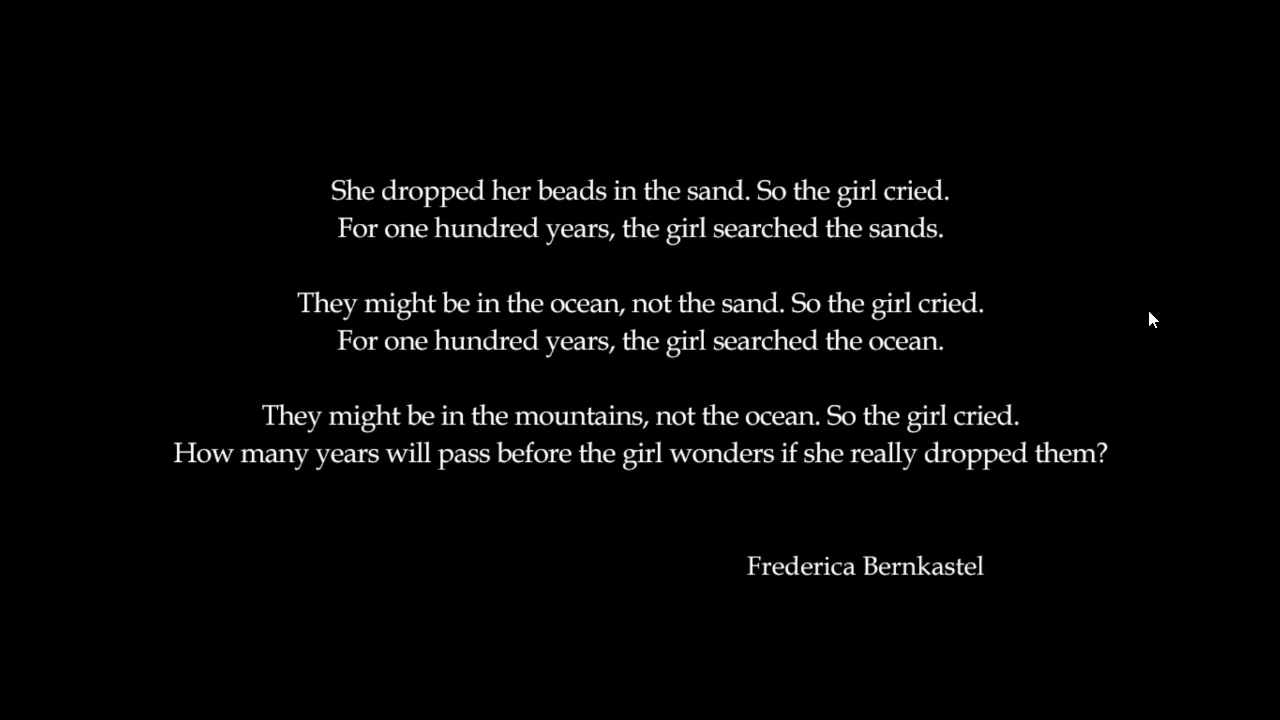 She dropped her beads in the sand. So the girl cried.
For one hundred years, the girl searched the sands.
They might be in the ocean, not the sand. So the girl cried.
For one hundred years, the girl searched the ocean.
They might be in the mountains, not the ocean. So the girl cried.
How many years will pass before the girl wonders if she really dropped them?
Frederica Bernkastel